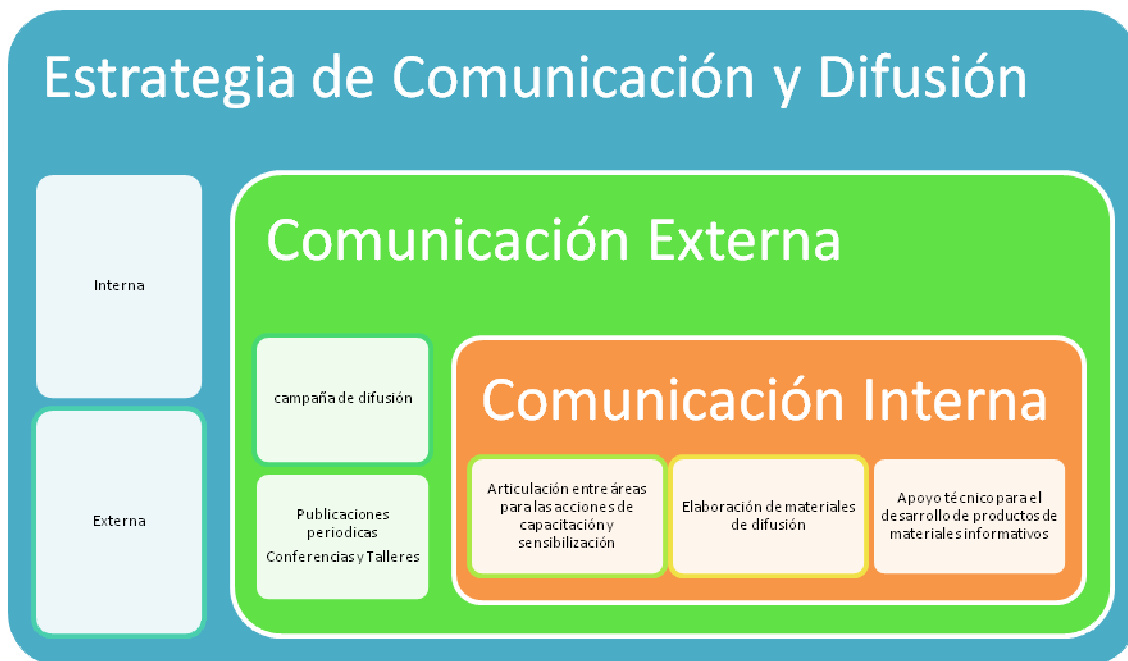 Estrategia de Comunicación y Difusión
Interna
Externa
Comunicación Externa
campaña de difusión
Publicaciones
periodicas
Conferencias y Talleres
Comunicación Interna
Articulación entre áreas
para las acciones de
capacitación y
sensibilización
Elaboración de materiales
de difusión
Apoyo técnico para el
desarrollo de productos de
materiales informativos